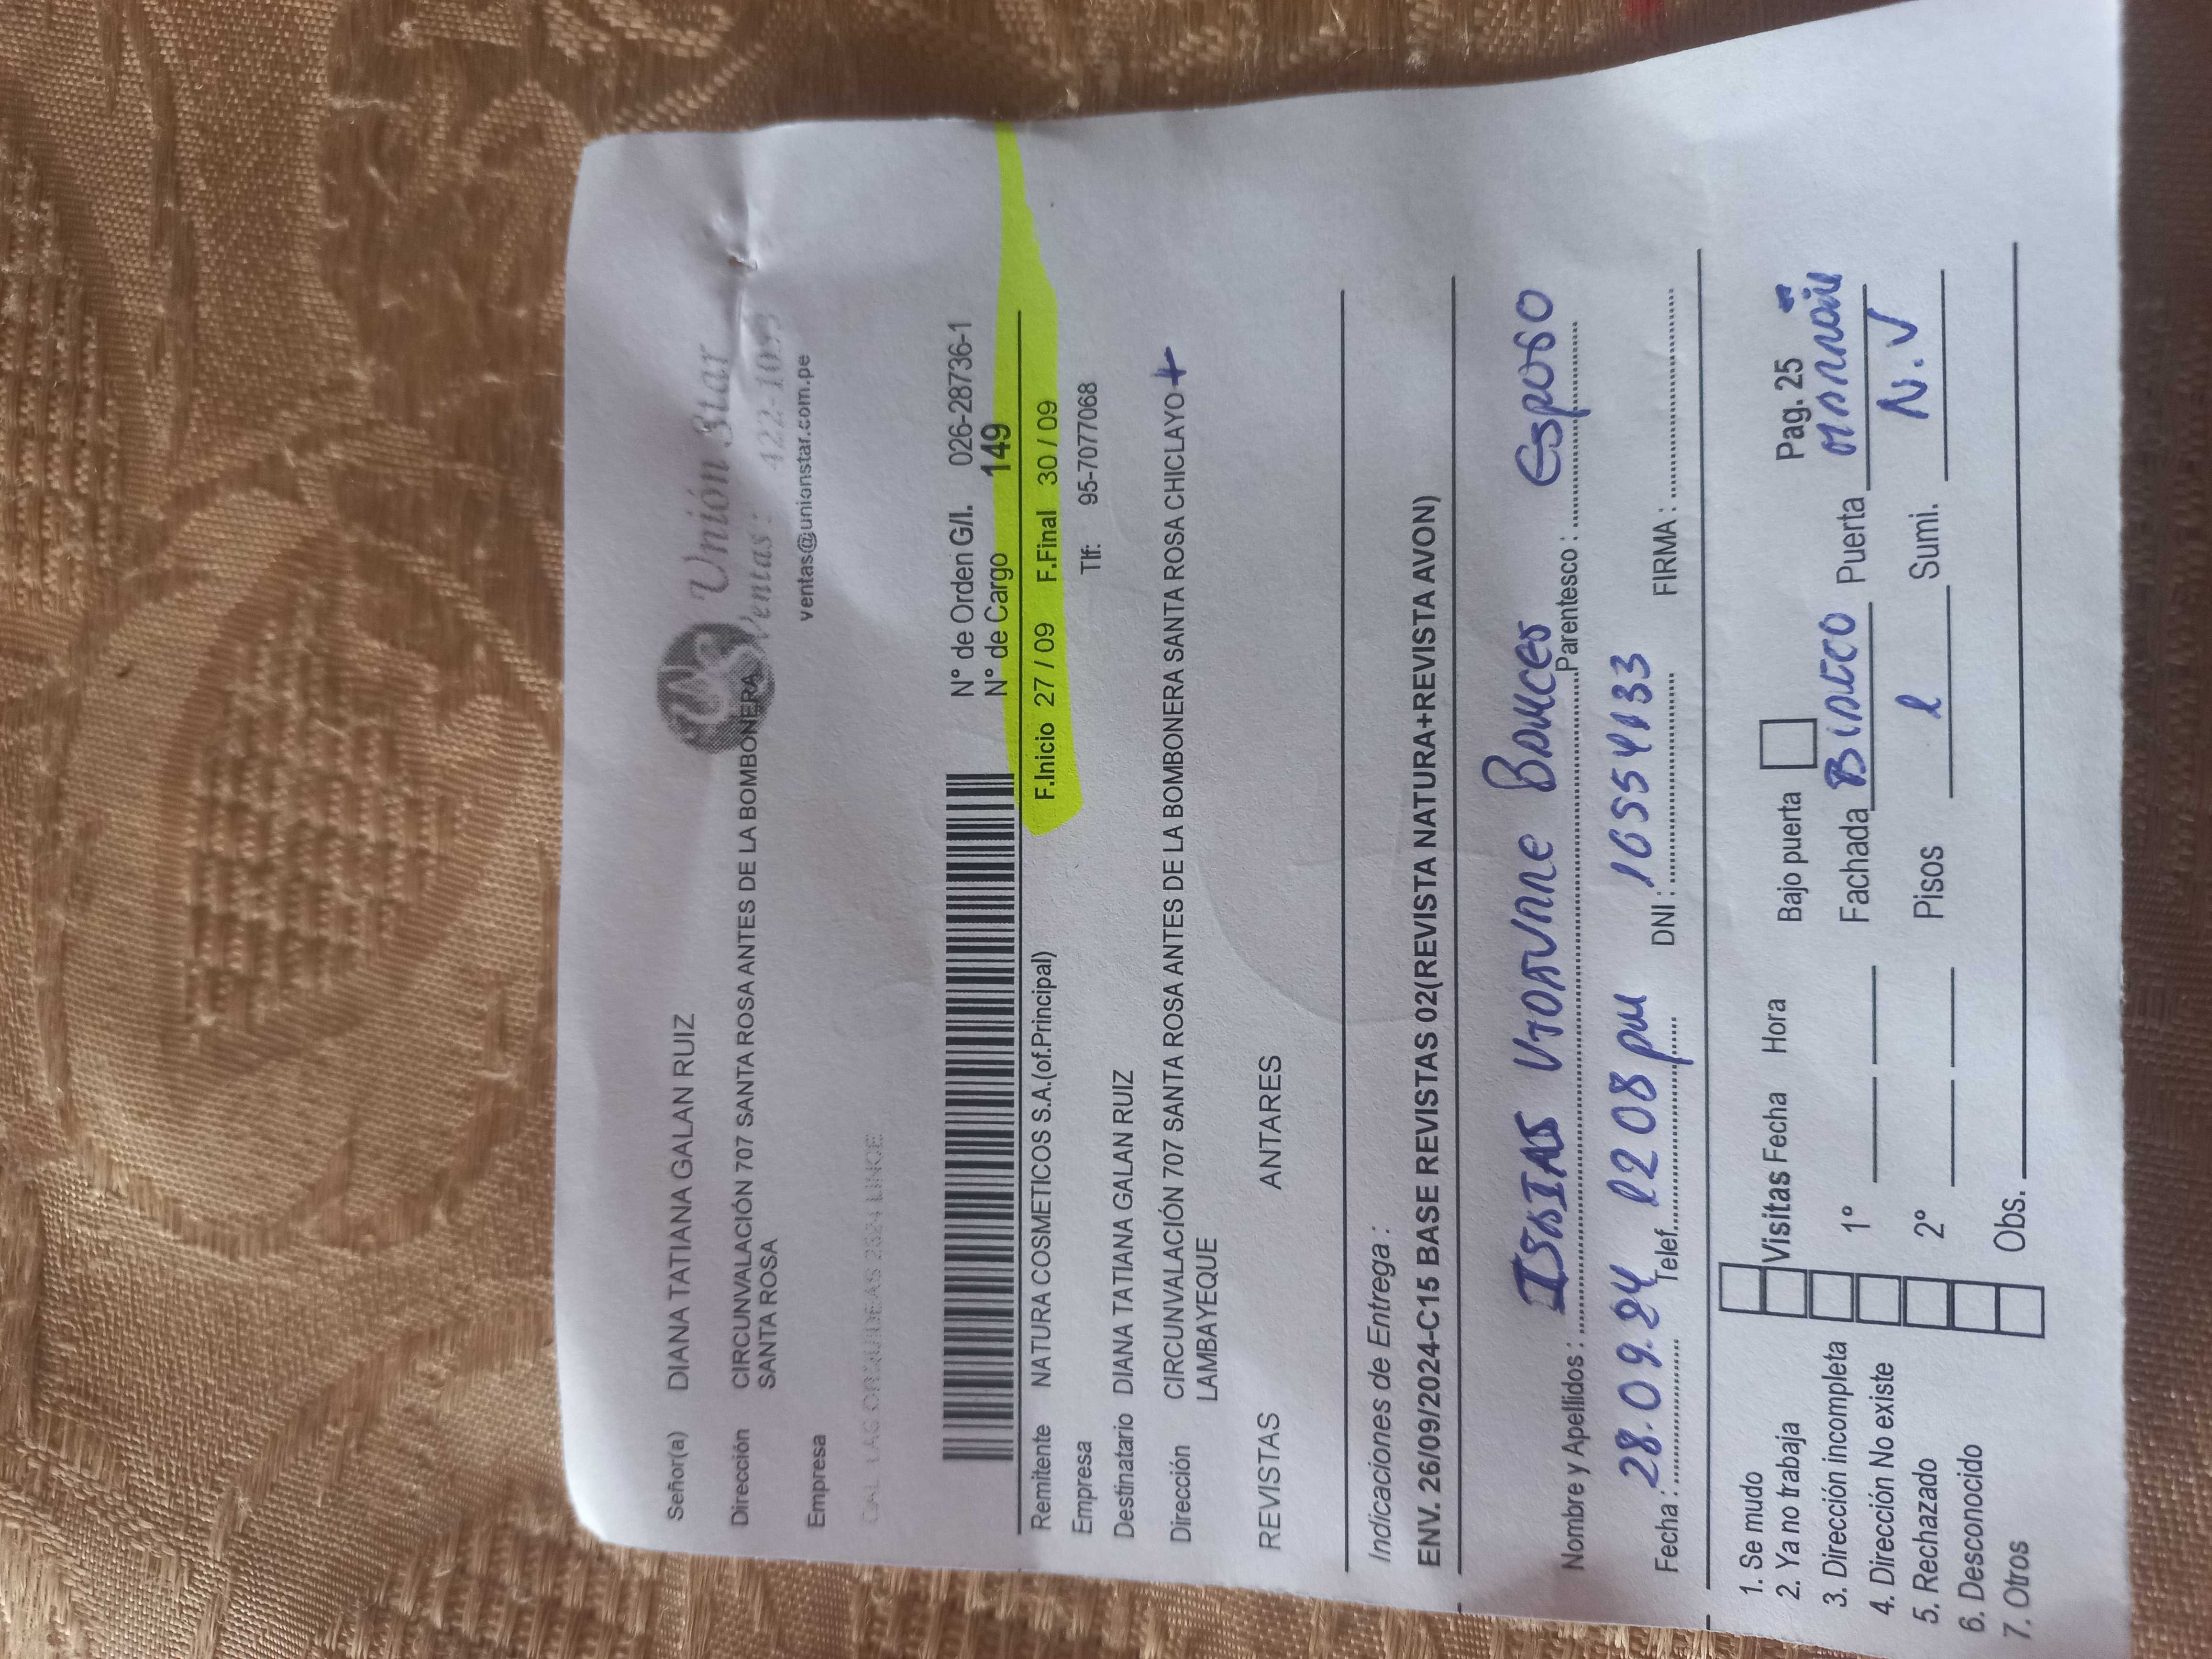 Señor(a) DIANA TATIANA GALAN RUIZ
Unión Star
Dirección CIRCUNVALACIÓN 707 SANTA ROSA ANTES DE LA BOMBONERA
SANTA ROSA
Ventas: 422-105
Empresa
ventas@unionstar.com.pe
N° de Orden G/I. 026-28736-1
N° de Cargo 149
Remitente NATURA COSMETICOS S.A.(of.Principal) F.Inicio 27 / 09 F.Final 30 / 09
Empresa Tlf: 95-7077068
Destinatario DIANA TATIANA GALAN RUIZ
Dirección CIRCUNVALACIÓN 707 SANTA ROSA ANTES DE LA BOMBONERA SANTA ROSA CHICLAYO
LAMBAYEQUE
REVISTAS ANTARES
Indicaciones de Entrega :
ENV. 26/09/2024-C15 BASE REVISTAS 02(REVISTA NATURA+REVISTA AVON)
Nombre y Apellidos : Parentesco : Esposo
Fecha : 28.09.24 Telef. 1208 pm DNI : FIRMA :
1. Se mudo
2. Ya no trabaja Visitas Fecha Hora Bajo puerta Pag. 25
3. Dirección incompleta 1° Fachada Blanco Puerta marrón
4. Dirección No existe
5. Rechazado 2° Pisos 1 Sumi. N.V
6. Desconocido
7. Otros Obs.